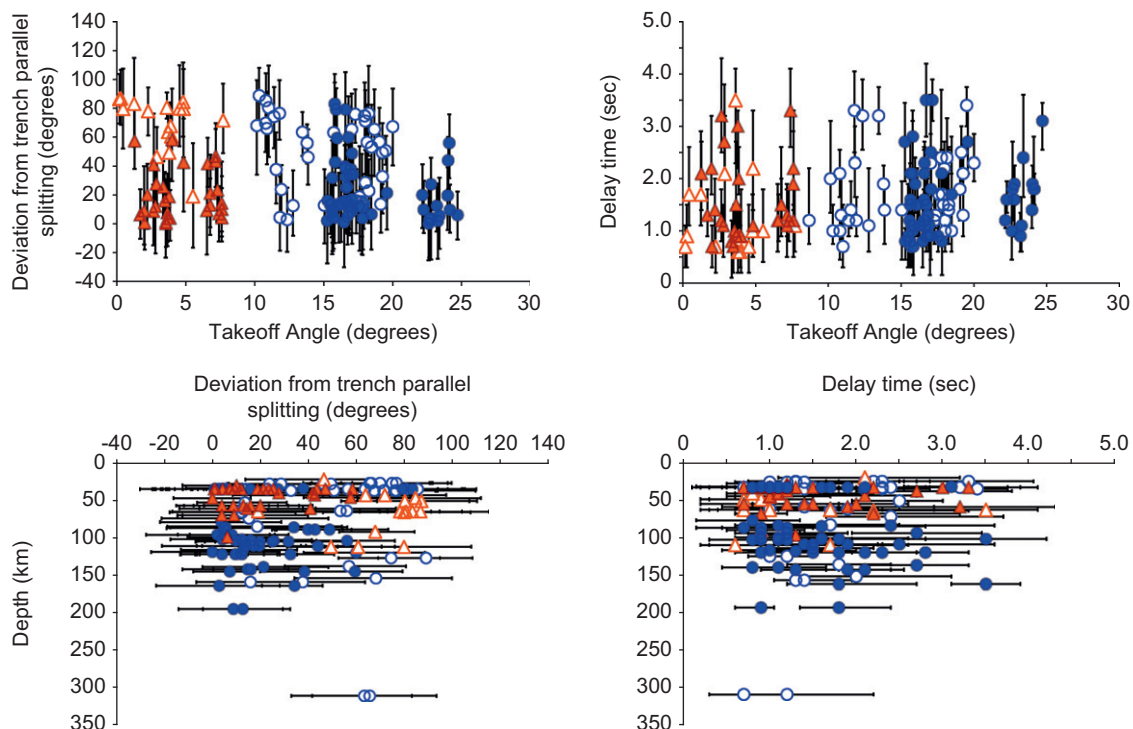 Deviation from trench parallel
splitting (degrees)
140
120
100
80
60
40
20
0
-20
-40
0 5 10 15 20 25 30
Takeoff Angle (degrees)
Delay time (sec)
5.0
4.0
3.0
2.0
1.0
0
0 5 10 15 20 25 30
Takeoff Angle (degrees)
Deviation from trench parallel
splitting (degrees)
-40 -20 0 20 40 60 80 100 120 140
Depth (km)
0
50
100
150
200
250
300
350
Delay time (sec)
0 1.0 2.0 3.0 4.0 5.0
0
50
100
150
200
250
300
350